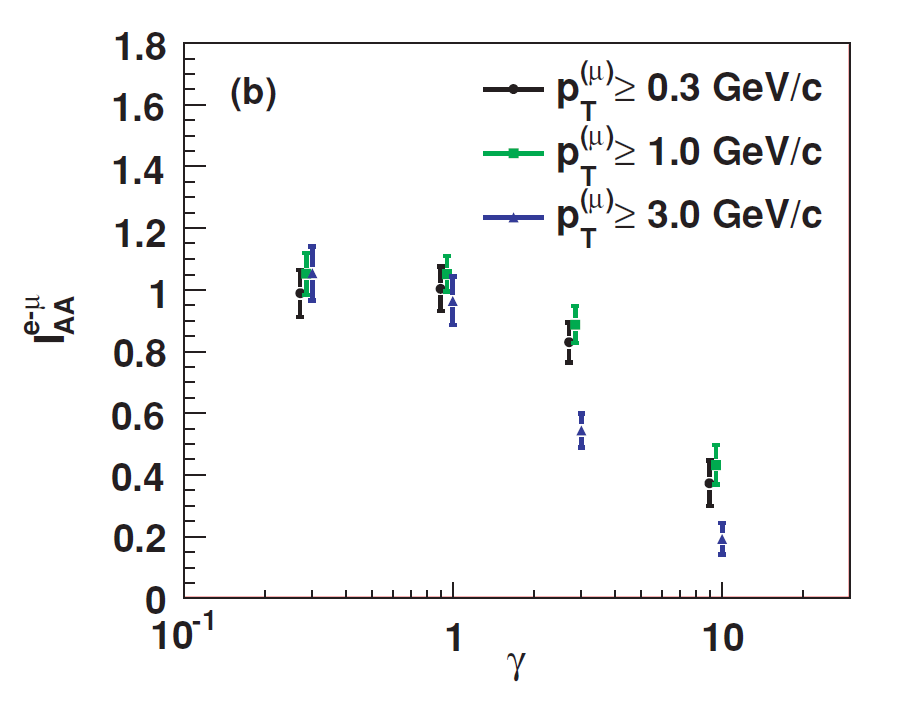 (b)
p_T^(μ) ≥ 0.3 GeV/c
p_T^(μ) ≥ 1.0 GeV/c
p_T^(μ) ≥ 3.0 GeV/c
1.8
1.6
1.4
1.2
1
0.8
0.6
0.4
0.2
0
I_AA^e-μ
10^-1
1
10
γ